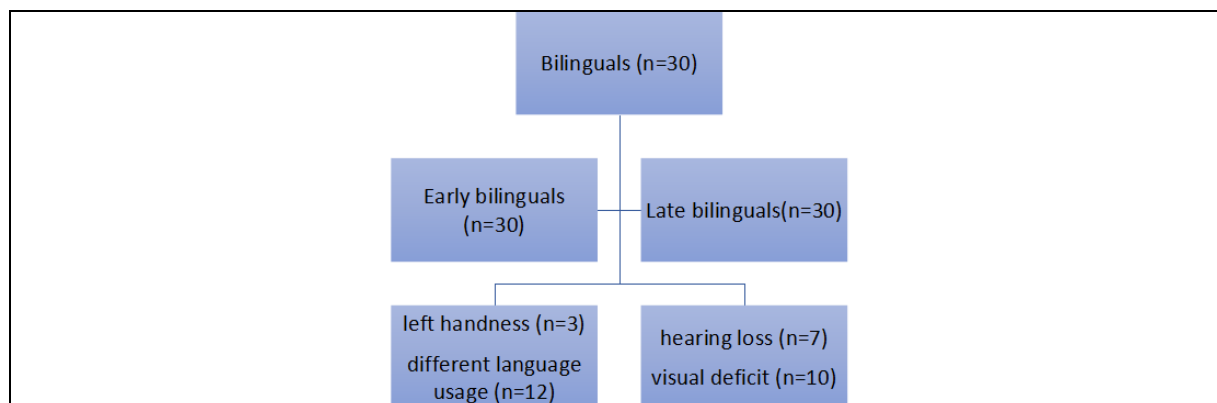 Bilinguals (n=30)
Early bilinguals
(n=30)
Late bilinguals(n=30)
left handness (n=3)
different language
usage (n=12)
hearing loss (n=7)
visual deficit (n=10)